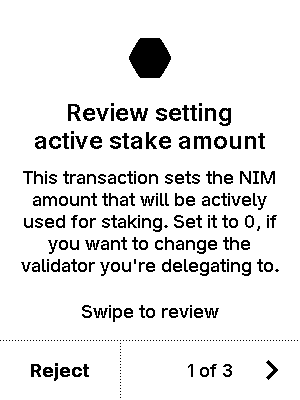 Review setting
active stake amount
This transaction sets the NIM
amount that will be actively
used for staking. Set it to 0, if
you want to change the
validator you're delegating to.
Swipe to review
Reject
1 of 3